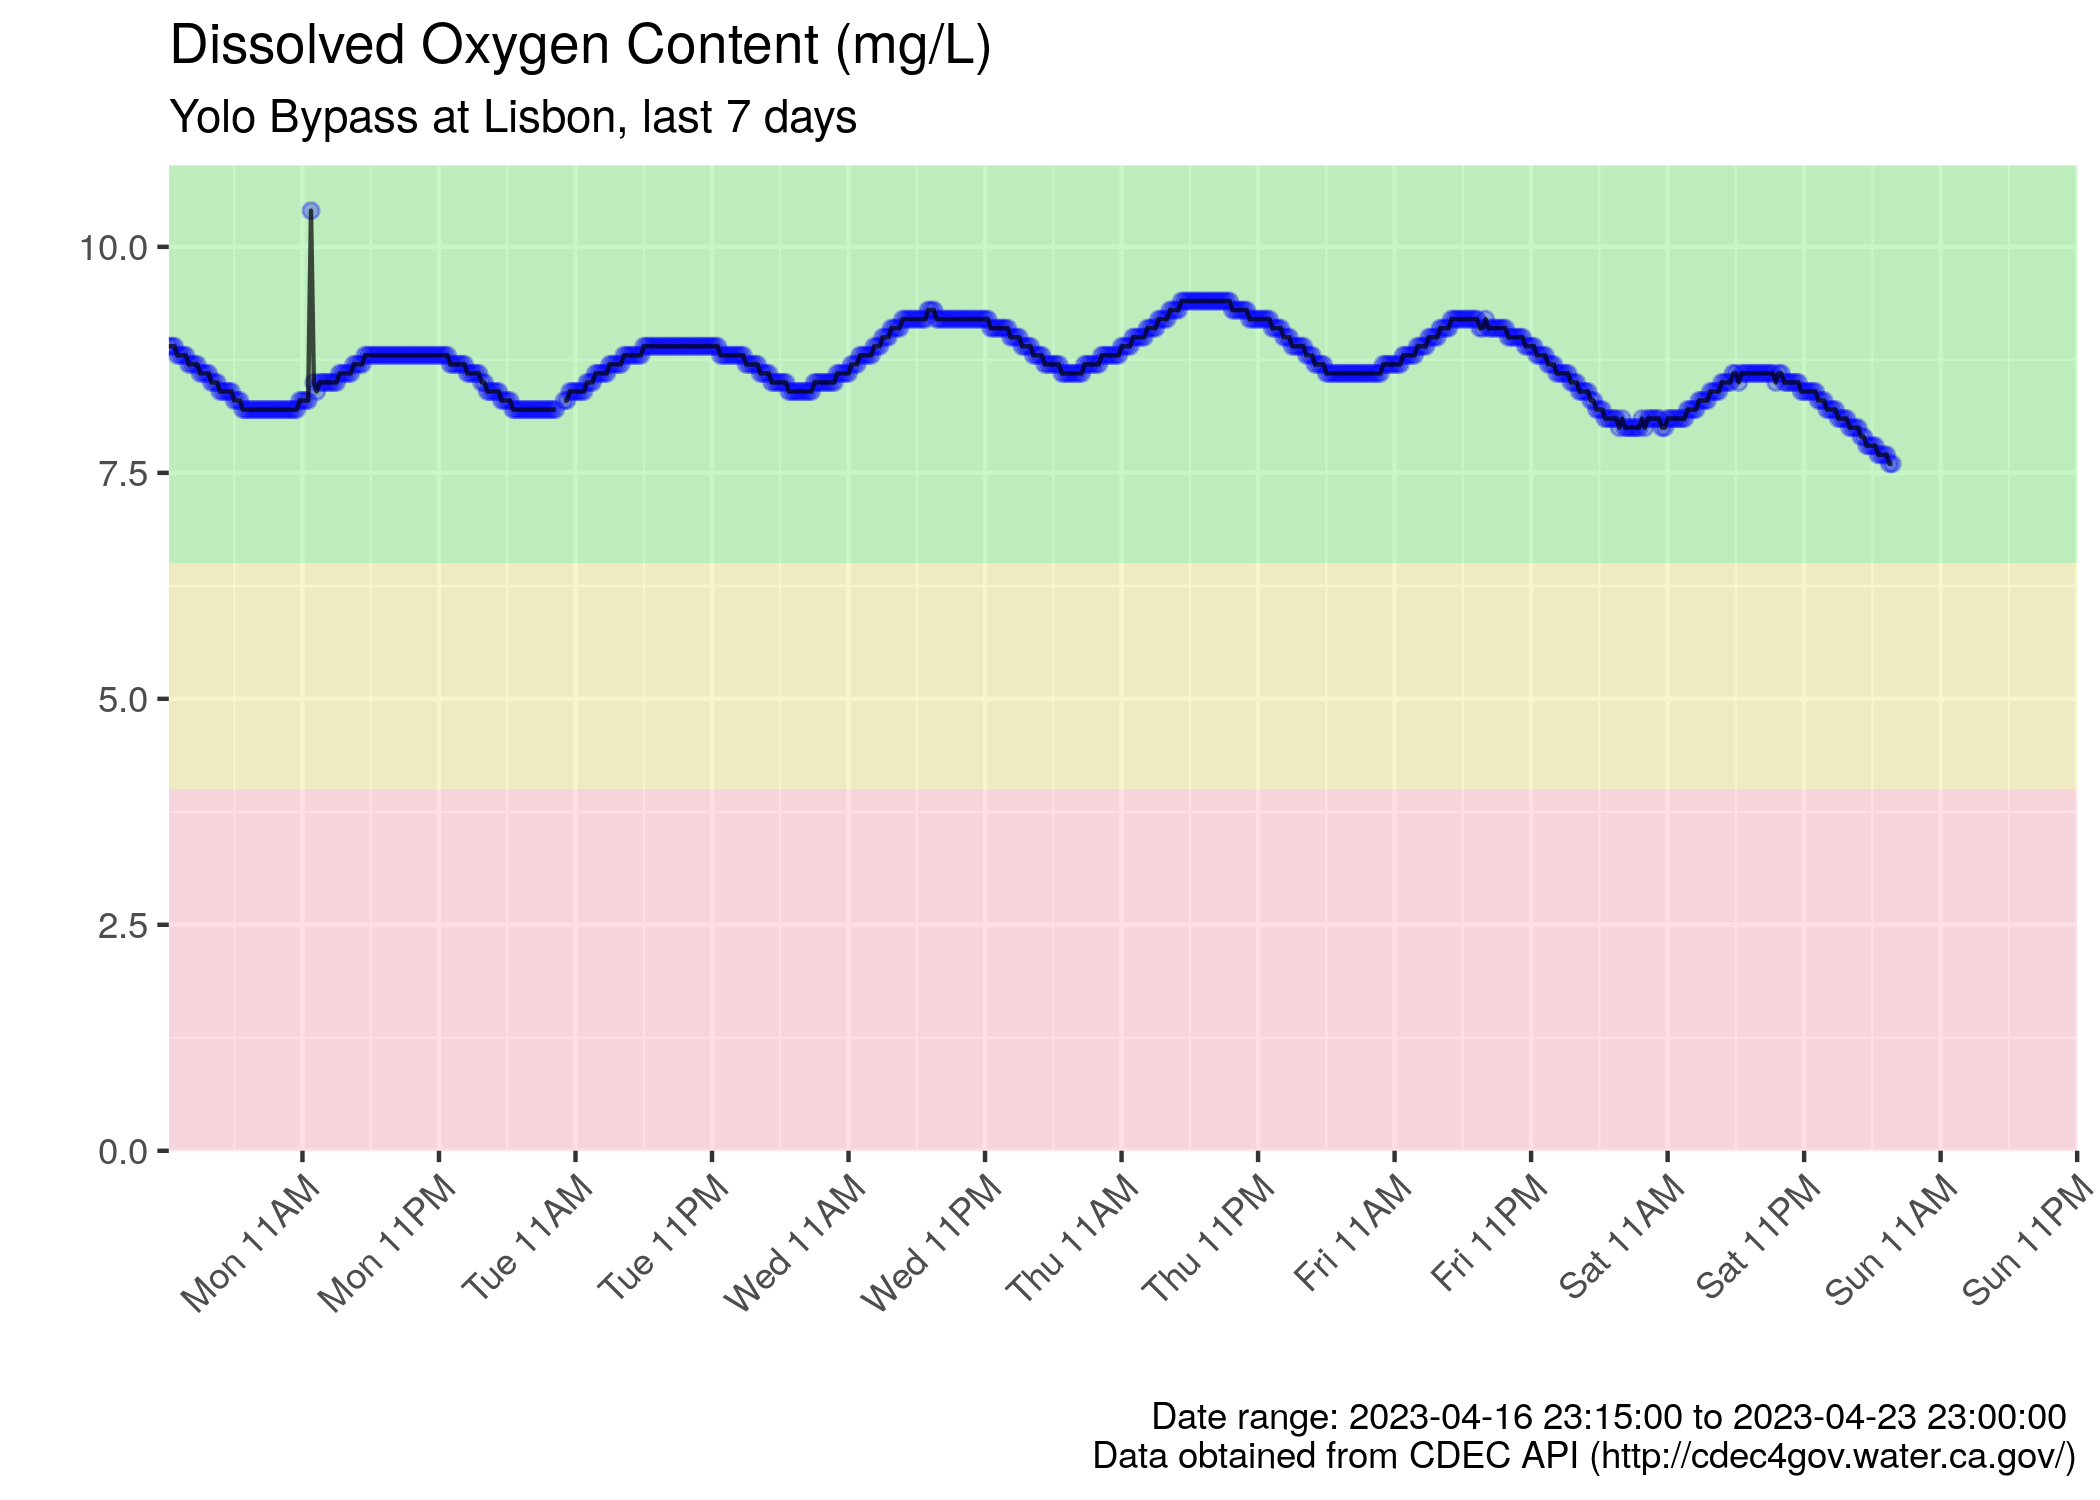 Dissolved Oxygen Content (mg/L)
Yolo Bypass at Lisbon, last 7 days
10.0
7.5
5.0
2.5
0.0
Mon 11AM
Mon 11PM
Tue 11AM
Tue 11PM
Wed 11AM
Wed 11PM
Thu 11AM
Thu 11PM
Fri 11AM
Fri 11PM
Sat 11AM
Sat 11PM
Sun 11AM
Sun 11PM
Date range: 2023-04-16 23:15:00 to 2023-04-23 23:00:00
Data obtained from CDEC API (http://cdec4gov.water.ca.gov/)